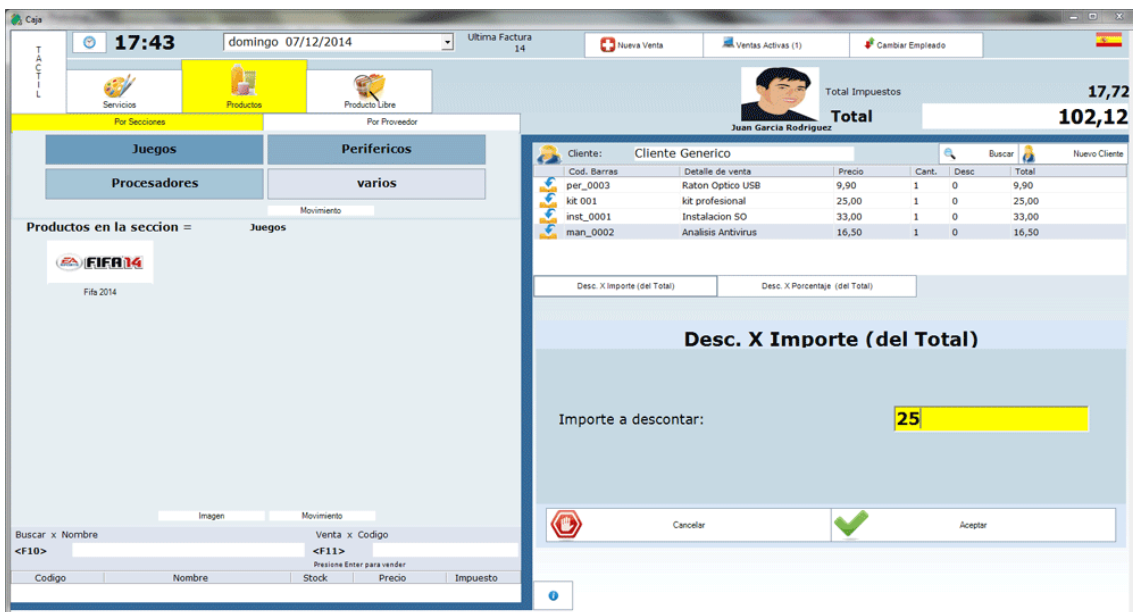 Caja
TACTIL
17:43
domingo 07/12/2014
Ultima Factura
14
Nueva Venta
Ventas Activas (1)
Cambiar Empleado
Servicios
Productos
Producto Libre
Juan Garcia Rodriguez
Total Impuestos
17,72
Total
102,12
Por Secciones
Por Proveedor
Juegos
Perifericos
Procesadores
varios
Movimiento
Productos en la seccion = Juegos
EA SPORTS FIFA 14
Fifa 2014
Imagen
Movimiento
Buscar x Nombre
Venta x Codigo
<F10>
<F11>
Presione Enter para vender
Codigo Nombre Stock Precio Impuesto
Cliente: Cliente Generico
Buscar
Nuevo Cliente
Cod. Barras Detalle de venta Precio Cant. Desc Total
per_0003 Raton Optico USB 9,90 1 0 9,90
kit 001 kit profesional 25,00 1 0 25,00
inst_0001 Instalacion SO 33,00 1 0 33,00
man_0002 Analisis Antivirus 16,50 1 0 16,50
Desc. X Importe (del Total)
Desc. X Porcentaje (del Total)
Desc. X Importe (del Total)
Importe a descontar: 25
Cancelar
Aceptar